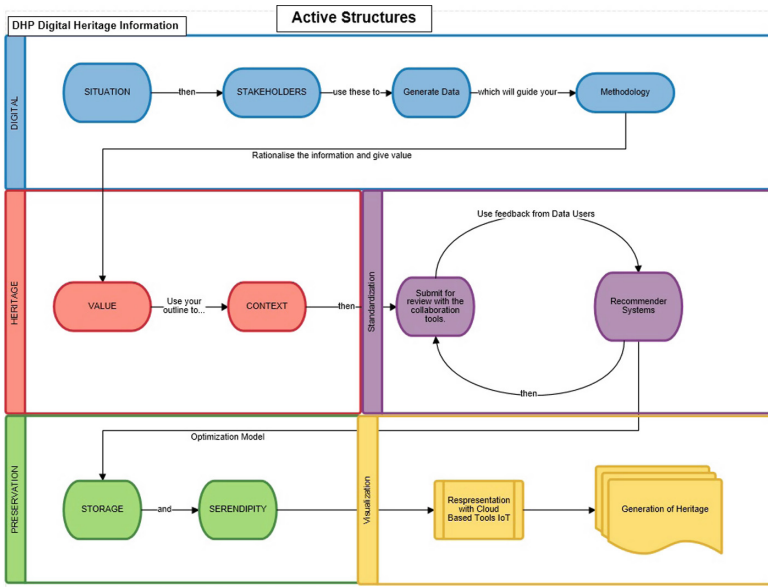 Active Structures
DHP Digital Heritage Information
DIGITAL
SITUATION
then
STAKEHOLDERS
use these to
Generate Data
which will guide your
Methodology
Rationalise the information and give value
HERITAGE
VALUE
Use your
outline to...
CONTEXT
then
Standardization
Use feedback from Data Users
Submit for
review with the
collaboration
tools.
Recommender
Systems
then
PRESERVATION
Optimization Model
STORAGE
and
SERENDIPITY
Visualization
Respresentation
with Cloud
Based Tools IoT
Generation of Heritage